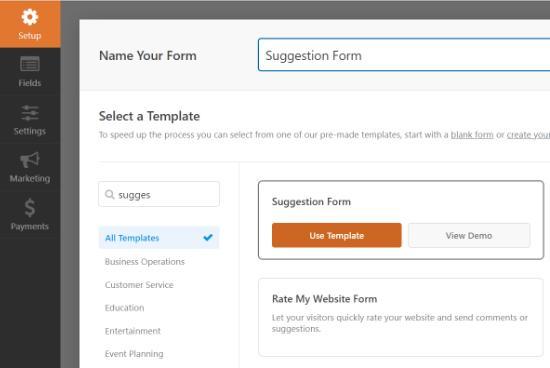 Setup
Fields
Settings
Marketing
Payments
Name Your Form
Suggestion Form
Select a Template
To speed up the process you can select from one of our pre-made templates, start with a blank form or create your
sugges
All Templates
Business Operations
Customer Service
Education
Entertainment
Event Planning
Suggestion Form
Use Template
View Demo
Rate My Website Form
Let your visitors quickly rate your website and send comments or
suggestions.